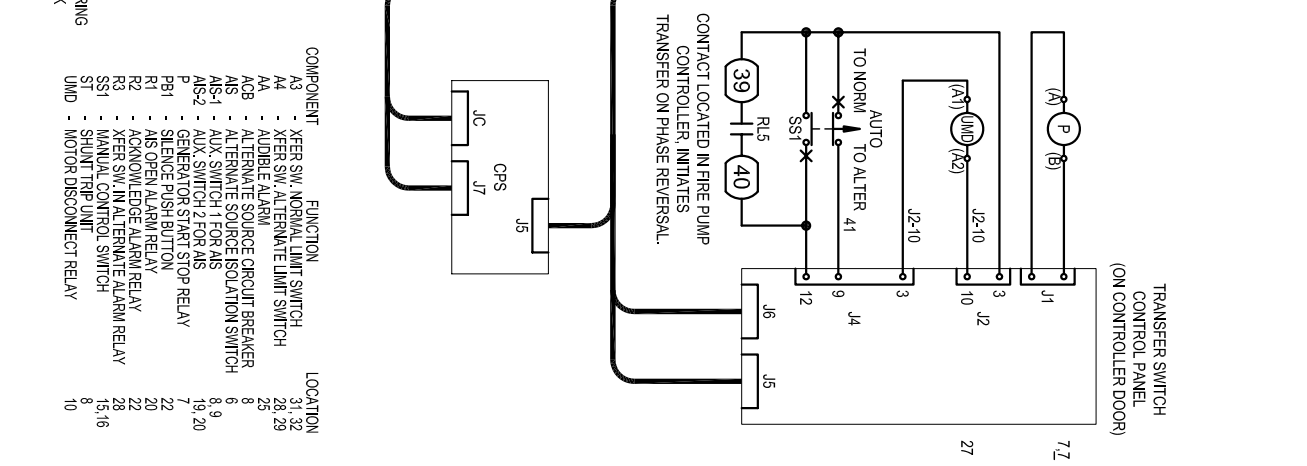 TRANSFER SWITCH
CONTROL PANEL
(ON CONTROLLER DOOR)
7,7
27
(A) P (B)
J1
(A1) UMD (A2)
J2-10
3
10
J2
J2-10
3
AUTO
TO NORM TO ALTER
41
9
J4
SS1
12
39 RL5 40
J6
J5
CONTACT LOCATED IN FIRE PUMP
CONTROLLER, INITIATES
TRANSFER ON PHASE REVERSAL.
J5
CPS
JC
J7
COMPONENT FUNCTION LOCATION
A3 - XFER SW. NORMAL LIMIT SWITCH 31, 32
A4 - XFER SW. ALTERNATE LIMIT SWITCH 28, 29
AA - AUDIBLE ALARM 25
ACB - ALTERNATE SOURCE CIRCUIT BREAKER 8
AIS - ALTERNATE SOURCE ISOLATION SWITCH 6
AIS-1 - AUX. SWITCH 1 FOR AIS 8, 9
AIS-2 - AUX. SWITCH 2 FOR AIS 19, 20
P - GENERATOR START STOP RELAY 7
PB1 - SILENCE PUSH BUTTON 22
R1 - AIS OPEN ALARM RELAY 20
R2 - ACKNOWLEDGE ALARM RELAY 22
R3 - XFER SW. IN ALTERNATE ALARM RELAY 28
SS1 - MANUAL CONTROL SWITCH 15,16
ST - SHUNT TRIP UNIT 8
UMD - MOTOR DISCONNECT RELAY 10
RING
K